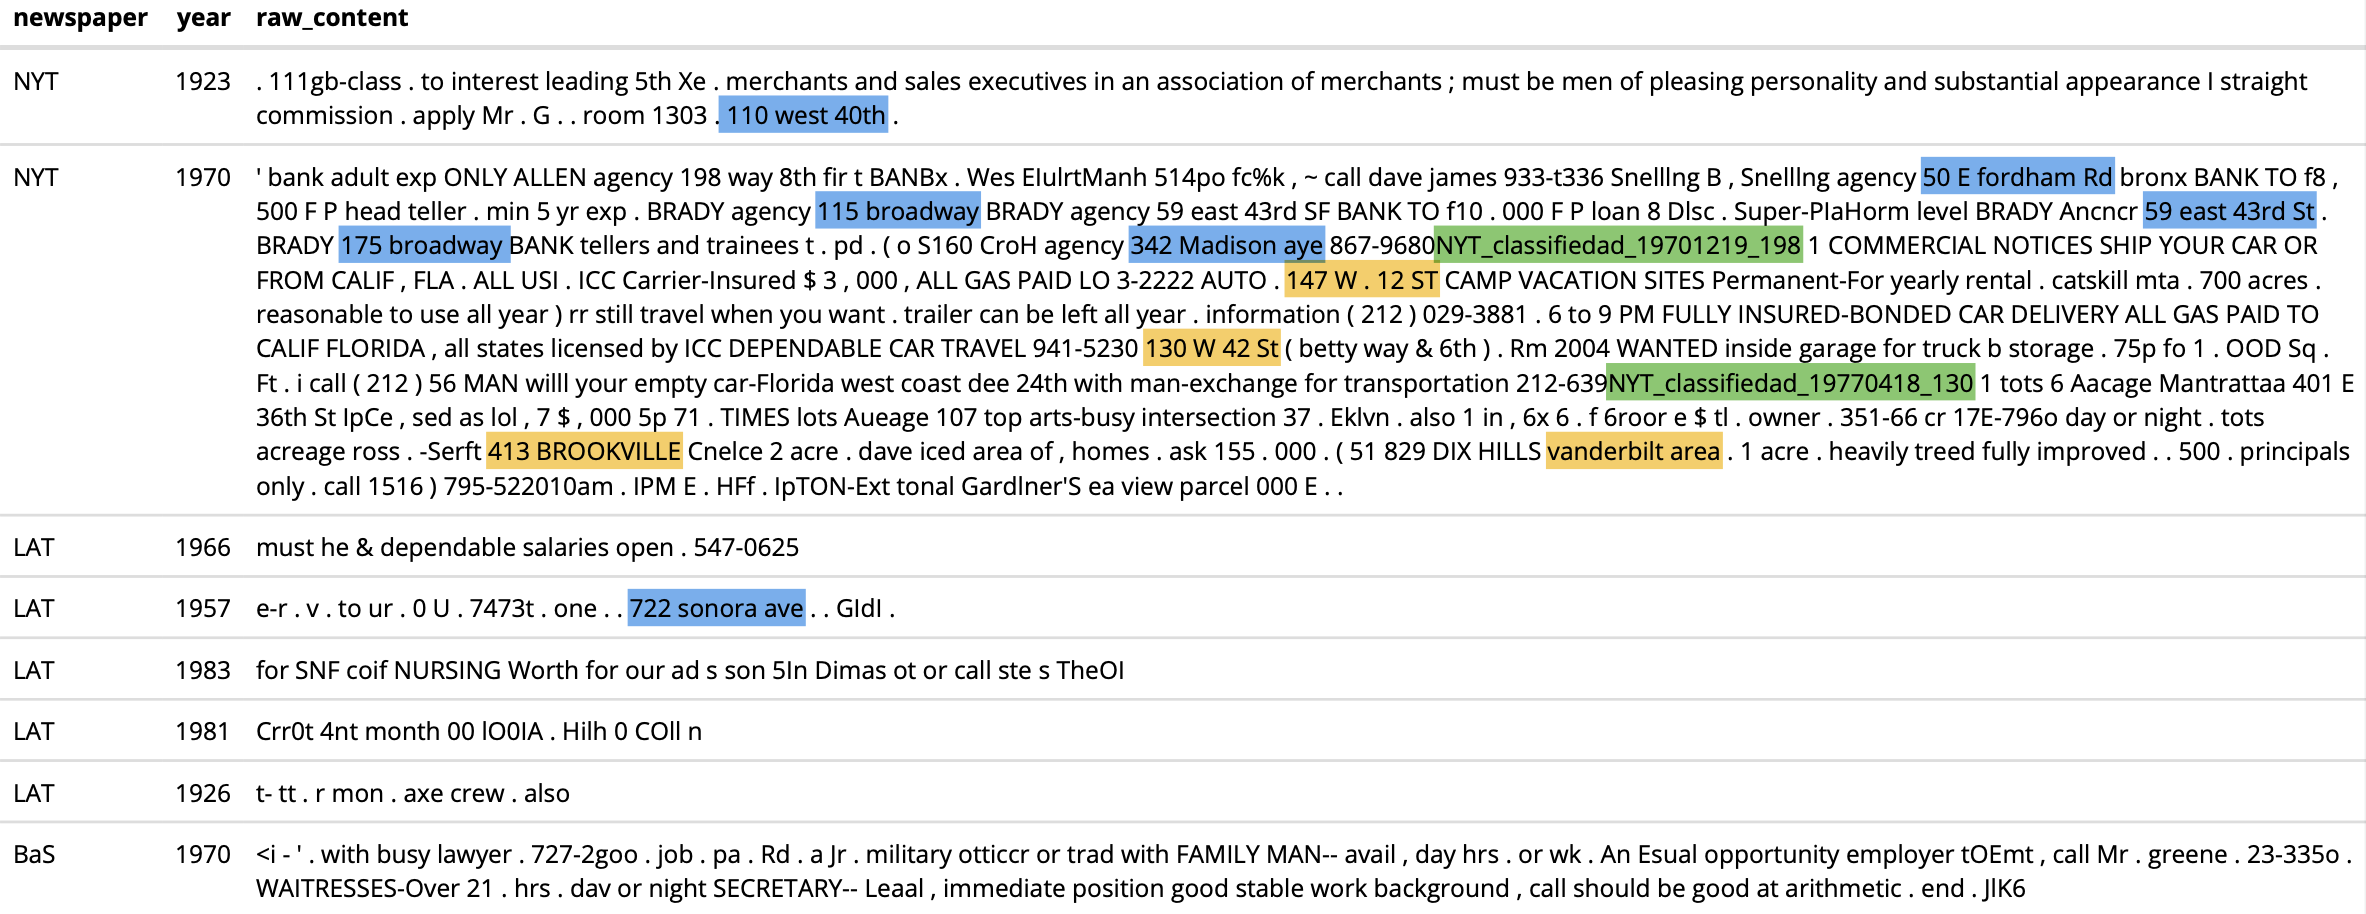 newspaper year raw_content
NYT 1923 . 111gb-class . to interest leading 5th Xe . merchants and sales executives in an association of merchants ; must be men of pleasing personality and substantial appearance I straight
commission . apply Mr . G . . room 1303 . 110 west 40th .
NYT 1970 ' bank adult exp ONLY ALLEN agency 198 way 8th fir t BANBx . Wes EIulrtManh 514po fc%k , ~ call dave james 933-t336 Snelllng B , Snelllng agency 50 E fordham Rd bronx BANK TO f8 ,
500 F P head teller . min 5 yr exp . BRADY agency 115 broadway BRADY agency 59 east 43rd SF BANK TO f10 . 000 F P loan 8 Dlsc . Super-PIaHorm level BRADY Ancncr 59 east 43rd St .
BRADY 175 broadway BANK tellers and trainees t . pd . ( o S160 CroH agency 342 Madison aye 867-9680NYT_classifiedad_19701219_198 1 COMMERCIAL NOTICES SHIP YOUR CAR OR
FROM CALIF , FLA . ALL USI . ICC Carrier-Insured $ 3 , 000 , ALL GAS PAID LO 3-2222 AUTO . 147 W . 12 ST CAMP VACATION SITES Permanent-For yearly rental . catskill mta . 700 acres .
reasonable to use all year ) rr still travel when you want . trailer can be left all year . information ( 212 ) 029-3881 . 6 to 9 PM FULLY INSURED-BONDED CAR DELIVERY ALL GAS PAID TO
CALIF FLORIDA , all states licensed by ICC DEPENDABLE CAR TRAVEL 941-5230 130 W 42 St ( betty way & 6th ) . Rm 2004 WANTED inside garage for truck b storage . 75p fo 1 . OOD Sq .
Ft . i call ( 212 ) 56 MAN willl your empty car-Florida west coast dee 24th with man-exchange for transportation 212-639NYT_classifiedad_19770418_130 1 tots 6 Aacage Mantrattaa 401 E
36th St IpCe , sed as lol , 7 $ , 000 5p 71 . TIMES lots Aueage 107 top arts-busy intersection 37 . Eklvn . also 1 in , 6x 6 . f 6roor e $ tl . owner . 351-66 cr 17E-796o day or night . tots
acreage ross . -Serft 413 BROOKVILLE Cnelce 2 acre . dave iced area of , homes . ask 155 . 000 . ( 51 829 DIX HILLS vanderbilt area . 1 acre . heavily treed fully improved . . 500 . principals
only . call 1516 ) 795-522010am . IPM E . HFf . IpTON-Ext tonal Gardlner'S ea view parcel 000 E . .
LAT 1966 must he & dependable salaries open . 547-0625
LAT 1957 e-r . v . to ur . 0 U . 7473t . one . . 722 sonora ave . . GIdI .
LAT 1983 for SNF coif NURSING Worth for our ad s son 5In Dimas ot or call ste s TheOI
LAT 1981 Crr0t 4nt month 00 lO0IA . Hilh 0 COll n
LAT 1926 t- tt . r mon . axe crew . also
BaS 1970 <i - ' . with busy lawyer . 727-2goo . job . pa . Rd . a Jr . military otticcr or trad with FAMILY MAN-- avail , day hrs . or wk . An Esual opportunity employer tOEmt , call Mr . greene . 23-335o .
WAITRESSES-Over 21 . hrs . dav or night SECRETARY-- Leaal , immediate position good stable work background , call should be good at arithmetic . end . JlK6